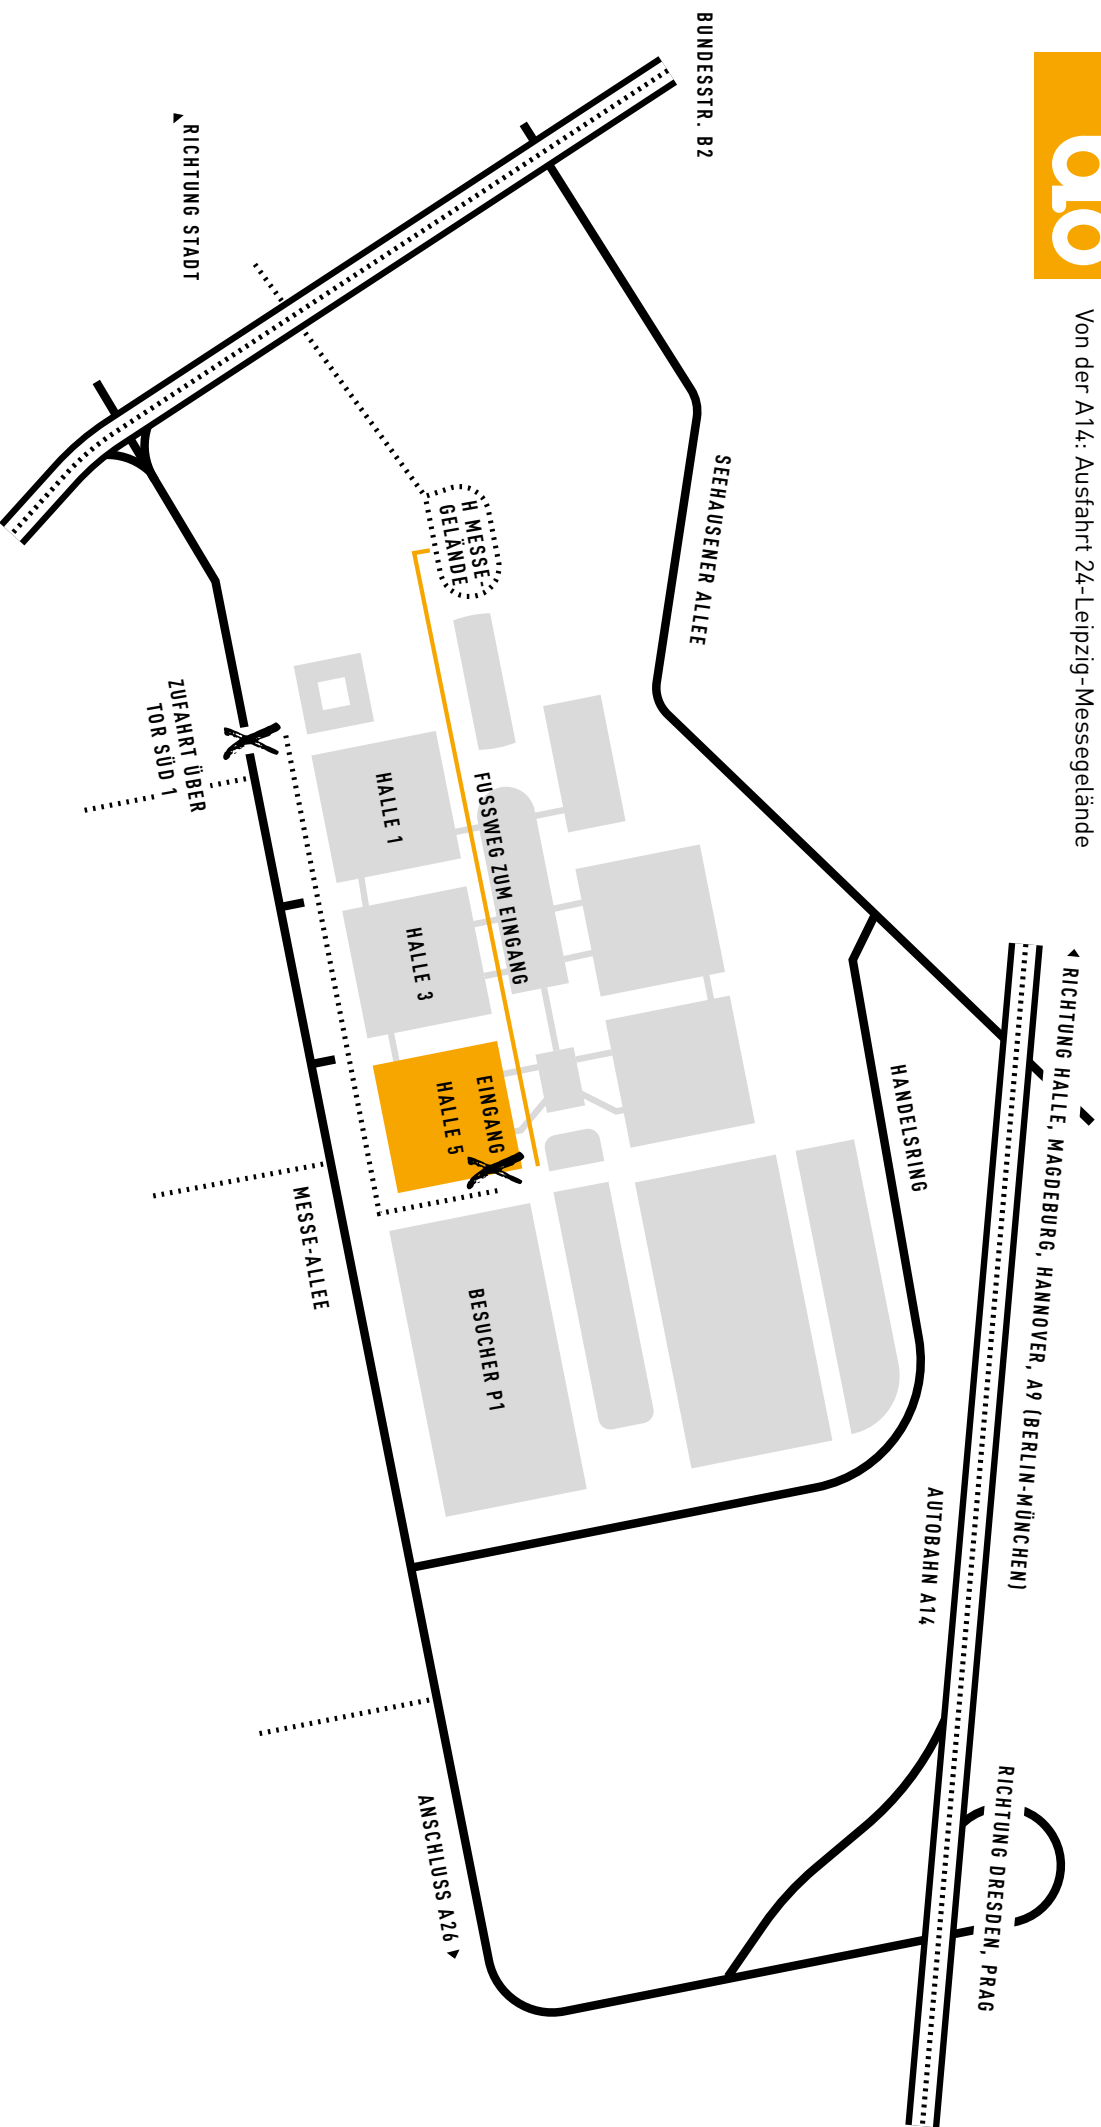 Von der A14: Ausfahrt 24-Leipzig-Messegelände
◀ RICHTUNG HALLE, MAGDEBURG, HANNOVER, A9 (BERLIN-MÜNCHEN)
RICHTUNG DRESDEN, PRAG
AUTOBAHN A14
HANDELSRING
SEEHAUSENER ALLEE
BUNDESSTR. B2
H MESSE-
GELÄNDE
FUSSWEG ZUM EINGANG
EINGANG
HALLE 5
HALLE 3
HALLE 1
BESUCHER P1
MESSE-ALLEE
ANSCHLUSS A26 ▶
ZUFAHRT ÜBER
TOR SÜD 1
◀ RICHTUNG STADT